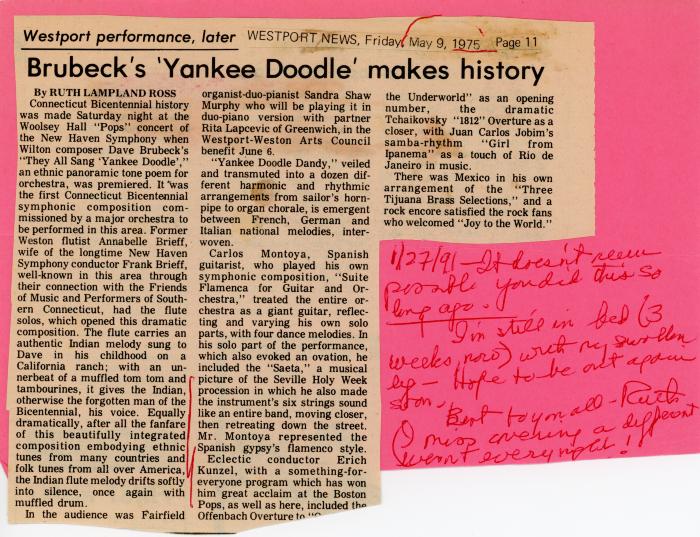 Westport performance, later
WESTPORT NEWS, Friday, May 9, 1975 Page 11
Brubeck's 'Yankee Doodle' makes history
By RUTH LAMPLAND ROSS
Connecticut Bicentennial history
was made Saturday night at the
Woolsey Hall "Pops" concert of
the New Haven Symphony when
Wilton composer Dave Brubeck's
"They All Sang 'Yankee Doodle',"
an ethnic panoramic tone poem for
orchestra, was premiered. It was
the first Connecticut Bicentennial
symphonic composition com-
missioned by a major orchestra to
be performed in this area. Former
Weston flutist Annabelle Brieff,
wife of the longtime New Haven
Symphony conductor Frank Brieff,
well-known in this area through
their connection with the Friends
of Music and Performers of South-
ern Connecticut, had the flute
solos, which opened this dramatic
composition. The flute carries an
authentic Indian melody sung to
Dave in his childhood on a
California ranch; with an un-
nerbeat of a muffled tom tom and
tambourines, it gives the Indian,
otherwise the forgotten man of the
Bicentennial, his voice. Equally
dramatically, after all the fanfare
of this beautifully integrated
composition embodying ethnic
tunes from many countries and
folk tunes from all over America,
the Indian flute melody drifts softly
into silence, once again with
muffled drum.
In the audience was Fairfield
organist-duo-pianist Sandra Shaw
Murphy who will be playing it in
duo-piano version with partner
Rita Lapcevic of Greenwich, in the
Westport-Weston Arts Council
benefit June 6.
"Yankee Doodle Dandy," veiled
and transmuted into a dozen dif-
ferent harmonic and rhythmic
arrangements from sailor's horn-
pipe to organ chorale, is emergent
between French, German and
Italian national melodies, inter-
woven.
Carlos Montoya, Spanish
guitarist, who played his own
symphonic composition, "Suite
Flamenca for Guitar and Or-
chestra," treated the entire or-
chestra as a giant guitar, reflec-
ting and varying his own solo
parts, with four dance melodies. In
his solo part of the performance,
which also evoked an ovation, he
included the "Saeta," a musical
picture of the Seville Holy Week
procession in which he also made
the instrument's six strings sound
like an entire band, moving closer,
then retreating down the street.
Mr. Montoya represented the
Spanish gypsy's flamenco style.
Eclectic conductor Erich
Kunzel, with a something-for-
everyone program which has won
him great acclaim at the Boston
Pops, as well as here, included the
Offenbach Overture to "O
the Underworld" as an opening
number, the dramatic
Tchaikovsky "1812" Overture as a
closer, with Juan Carlos Jobim's
samba-rhythm "Girl from
Ipanema" as a touch of Rio de
Janeiro in music.
There was Mexico in his own
arrangement of the "Three
Tijuana Brass Selections," and a
rock encore satisfied the rock fans
who welcomed "Joy to the World."
1/27/91 - It doesn't seem
possible you did this so
long ago.
I'm still in bed (3
weeks, now) with my swollen
leg - Hope to be out again
soon.
Best to you all - Ruth
I miss covering a different
event every night!